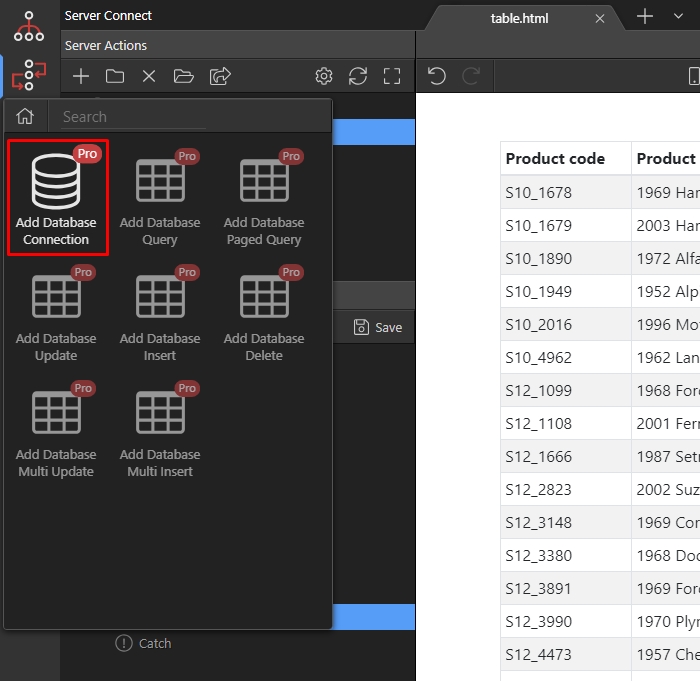 Server Connect
Server Actions
table.html
Search
Pro
Add Database
Connection
Pro
Add Database
Query
Pro
Add Database
Paged Query
Pro
Add Database
Update
Pro
Add Database
Insert
Pro
Add Database
Delete
Pro
Add Database
Multi Update
Pro
Add Database
Multi Insert
Save
Catch
Product code Product
S10_1678 1969 Har
S10_1679 2003 Har
S10_1890 1972 Alfa
S10_1949 1952 Alp
S10_2016 1996 Mo
S10_4962 1962 Lan
S12_1099 1968 For
S12_1108 2001 Ferr
S12_1666 1987 Setr
S12_2823 2002 Suz
S12_3148 1969 Cor
S12_3380 1968 Doc
S12_3891 1969 For
S12_3990 1970 Plyr
S12_4473 1957 Che